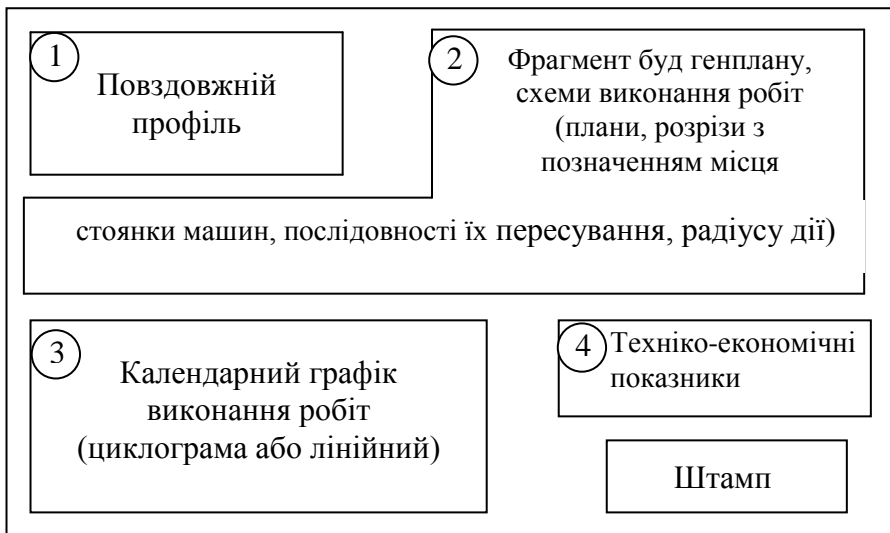 1
Повздовжній
профіль
2
Фрагмент буд генплану,
схеми виконання робіт
(плани, розрізи з
позначенням місця
стоянки машин, послідовності їх пересування, радіусу дії)
3
Календарний графік
виконання робіт
(циклограма або лінійний)
4
Техніко-економічні
показники
Штамп